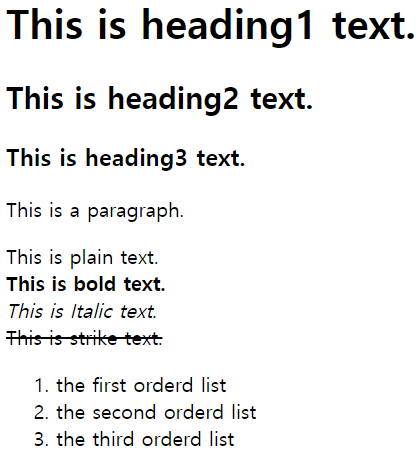 This is heading1 text.
This is heading2 text.
This is heading3 text.
This is a paragraph.
This is plain text.
This is bold text.
This is Italic text.
This is strike text.
1. the first orderd list
2. the second orderd list
3. the third orderd list